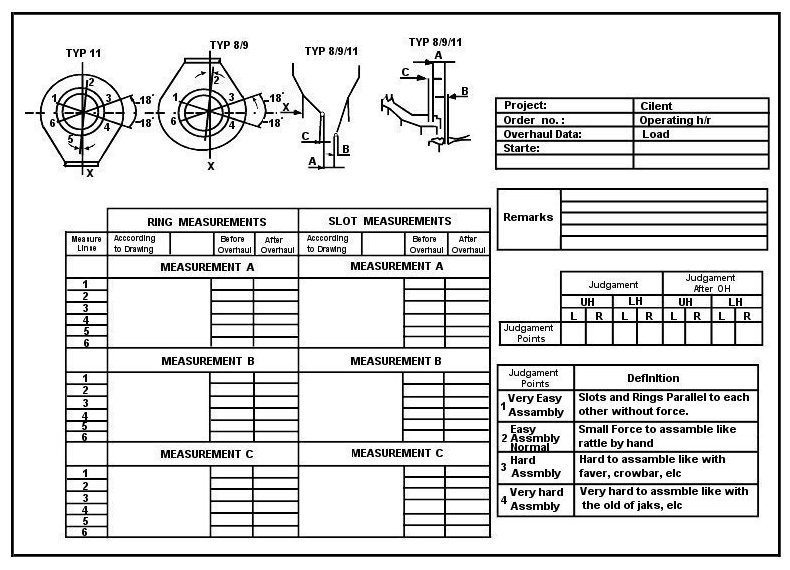 TYP 11
TYP 8/9
TYP 8/9/11
TYP 8/9/11
1 2 3 4 5 6 18° 18° X
1 2 3 4 6 18° 18° X
X C B A
A C B
Project: Cilent
Order no. : Operating h/r
Overhaul Data: Load
Starte:
Remarks
RING MEASUREMENTS SLOT MEASUREMENTS
Measure Linse Acccording to Drawing Before Overhaul After Overhaul Acccording to Drawing Before Overhaul After Overhaul
MEASUREMENT A MEASUREMENT A
1
2
3
4
5
6
MEASUREMENT B MEASUREMENT B
1
2
3
4
5
6
MEASUREMENT C MEASUREMENT C
1
2
3
4
5
6
Judgament Judgament After OH
UH LH UH LH
L R L R L R L R
Judgament Points
Judgament Points Definition
1 Very Easy Assambly Slots and Rings Parallel to each
other without force.
2 Easy Assmbly Normal Small Force to assamble like
rattle by hand
3 Hard Assmbly Hard to assamble like with
faver, crowbar, elc
4 Very hard Assmbly Very hard to assmble like with
the old of jaks, elc